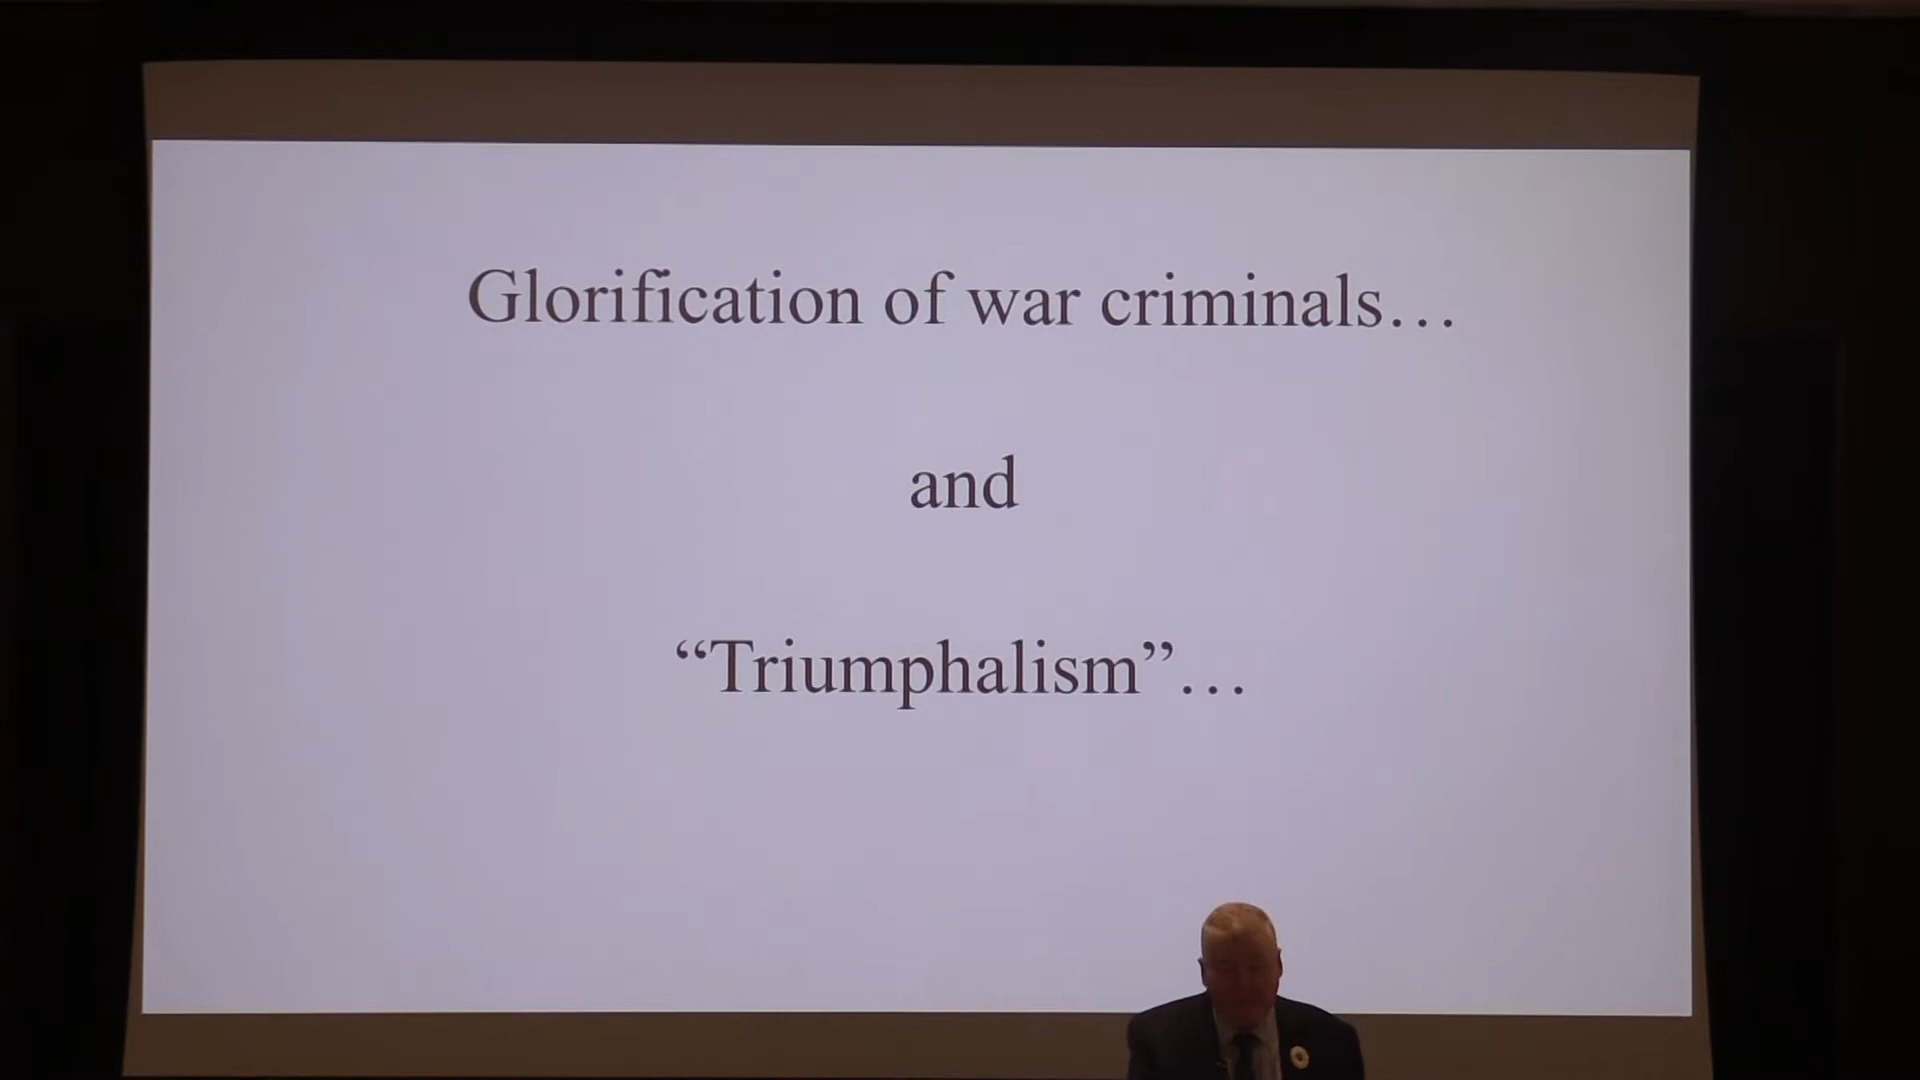 Glorification of war criminals…
and
“Triumphalism”…